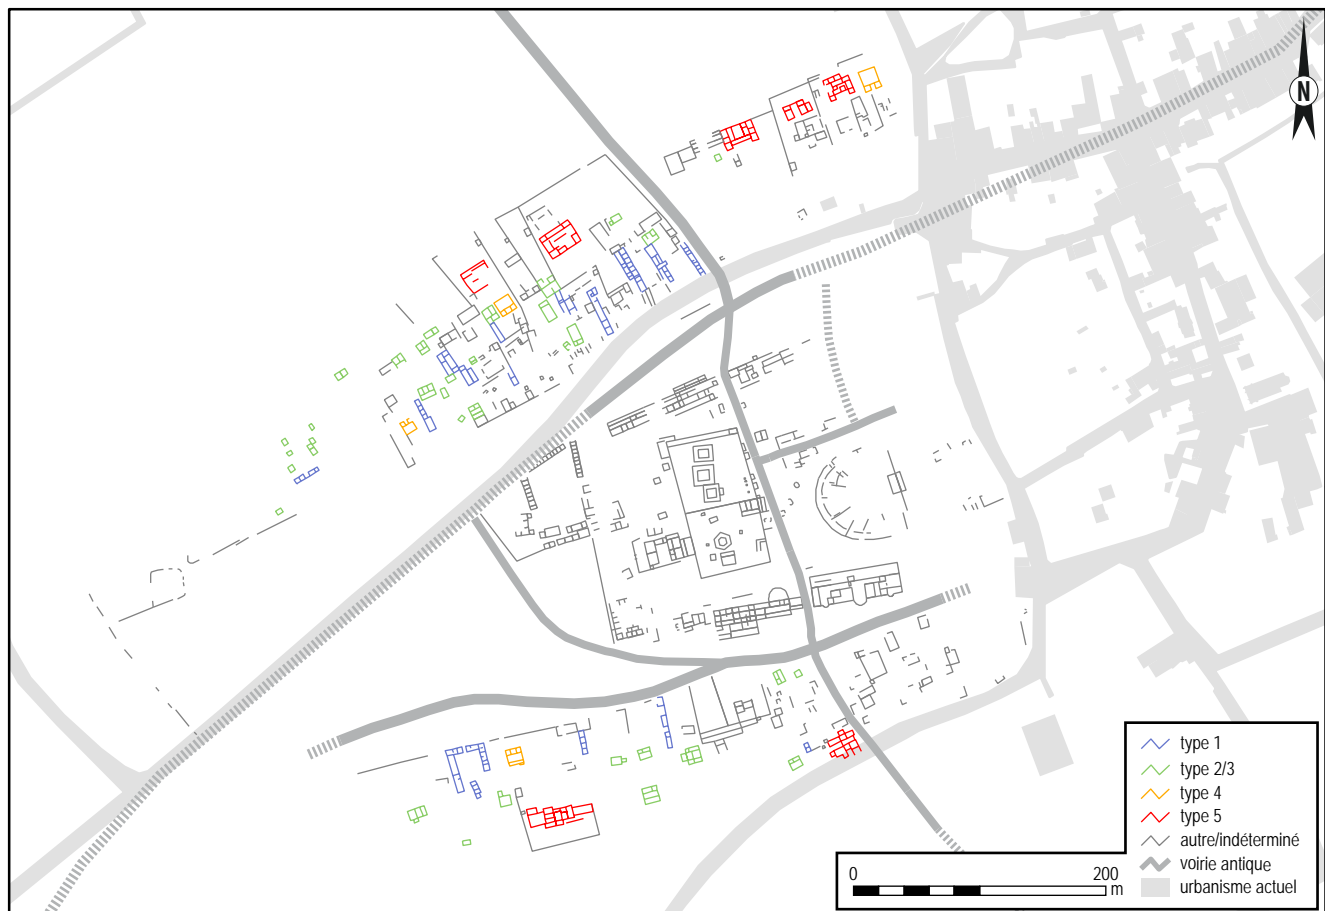 N
type 1
type 2/3
type 4
type 5
autre/indéterminé
voirie antique
urbanisme actuel
0 200
m